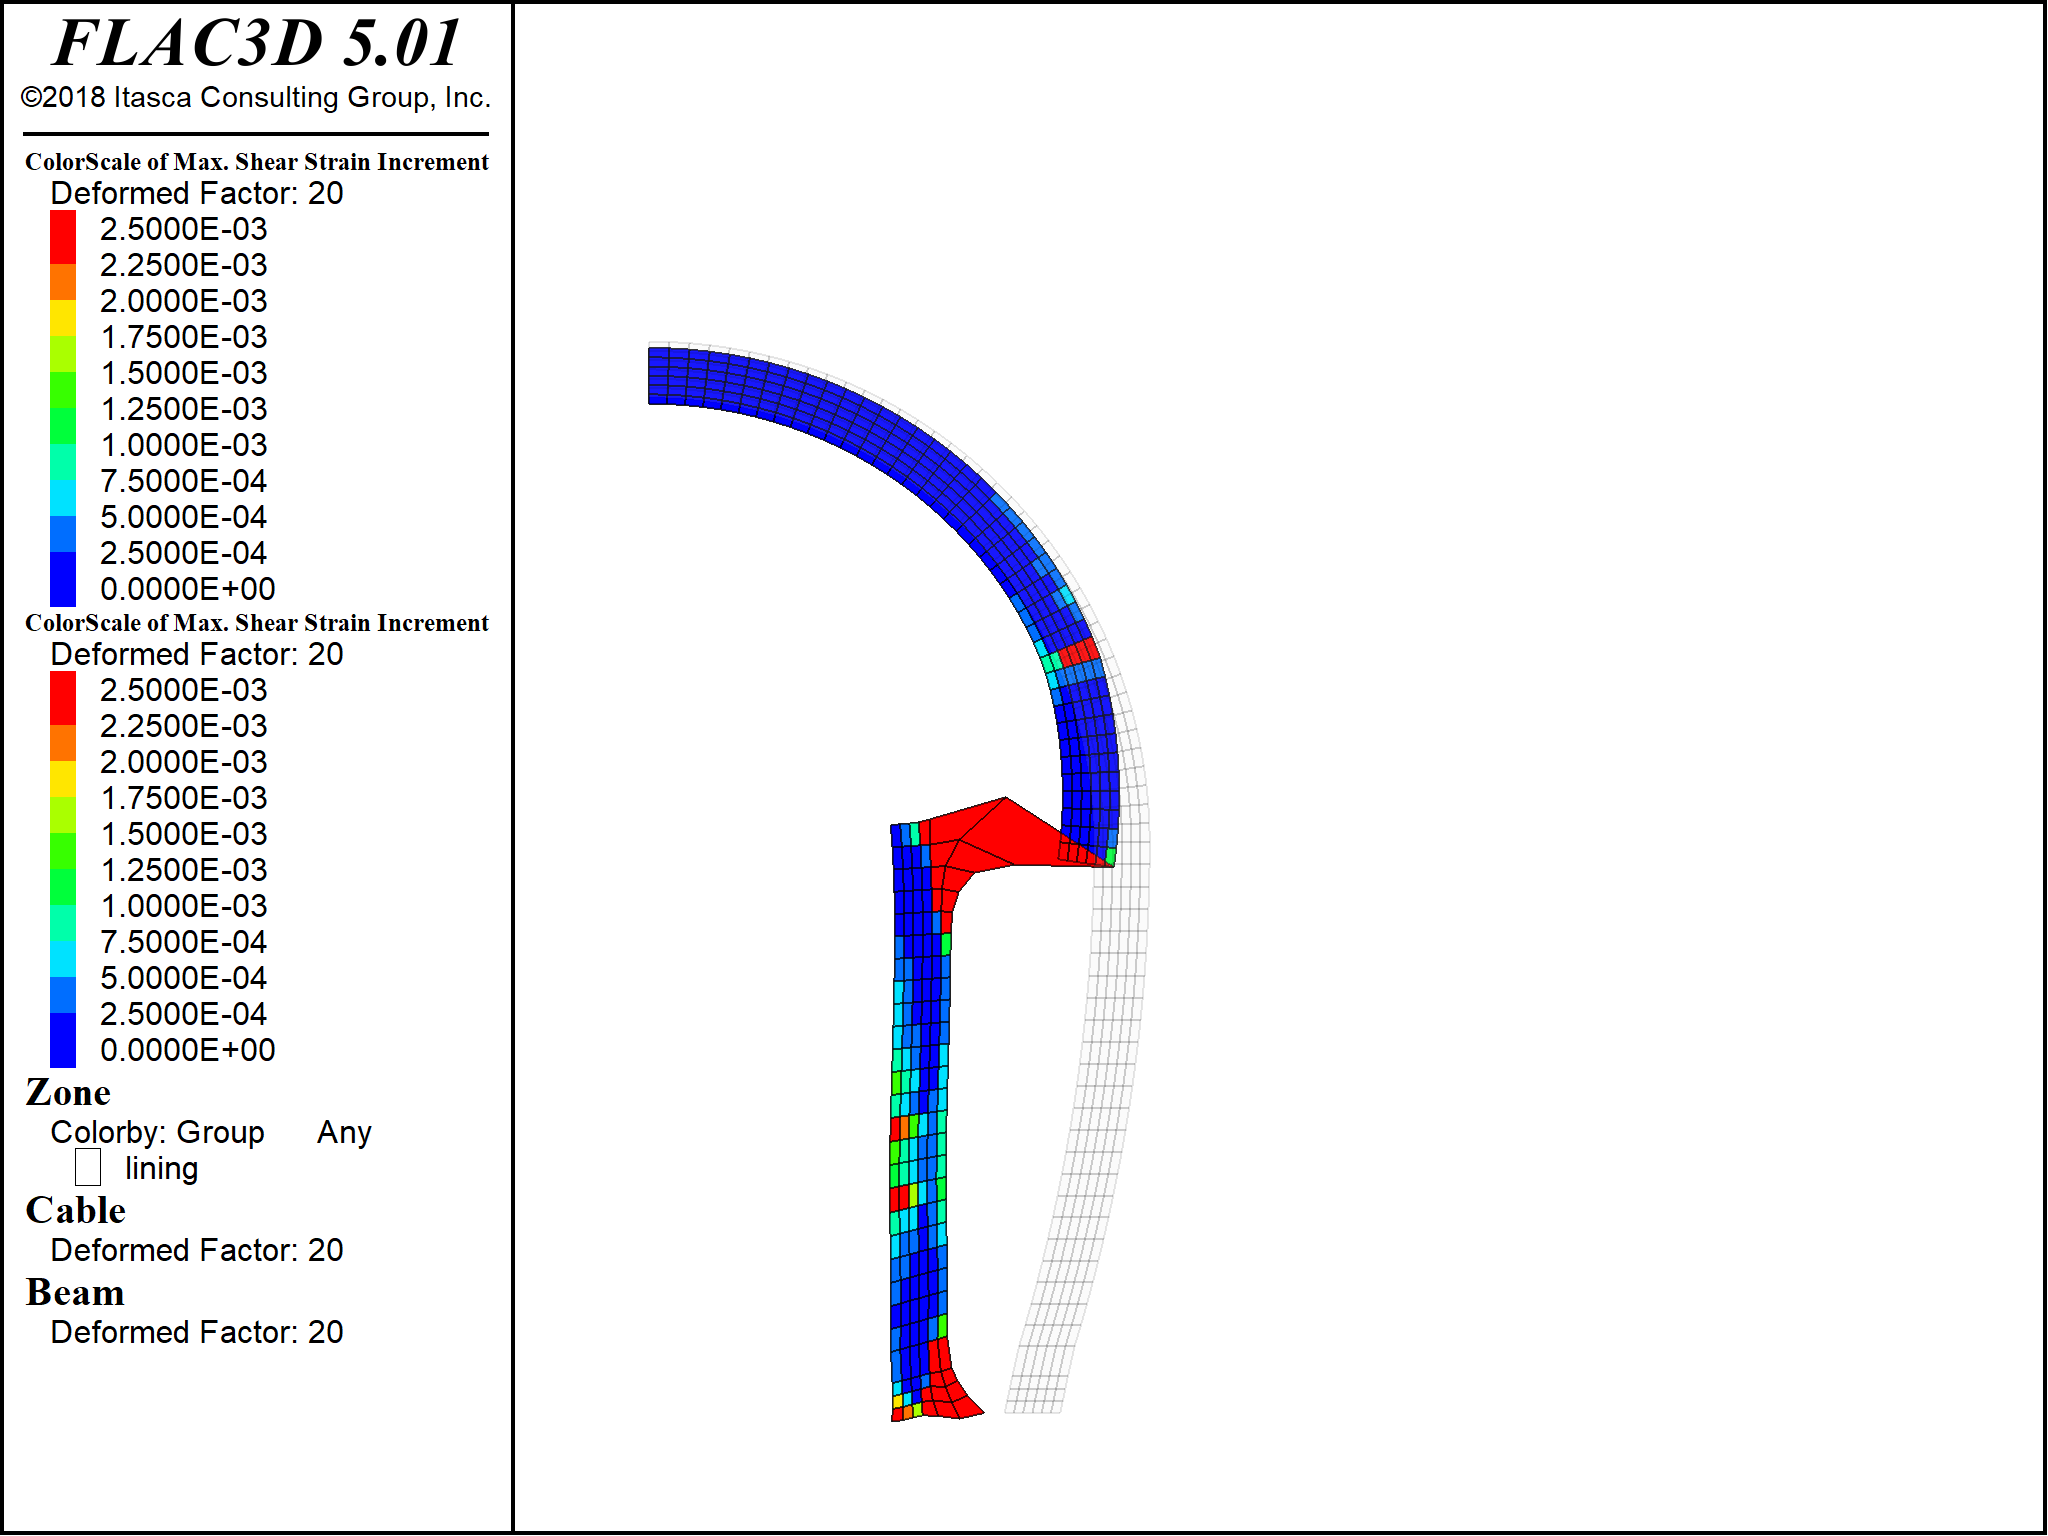 FLAC3D 5.01
©2018 Itasca Consulting Group, Inc.
ColorScale of Max. Shear Strain Increment
Deformed Factor: 20
2.5000E-03
2.2500E-03
2.0000E-03
1.7500E-03
1.5000E-03
1.2500E-03
1.0000E-03
7.5000E-04
5.0000E-04
2.5000E-04
0.0000E+00
ColorScale of Max. Shear Strain Increment
Deformed Factor: 20
2.5000E-03
2.2500E-03
2.0000E-03
1.7500E-03
1.5000E-03
1.2500E-03
1.0000E-03
7.5000E-04
5.0000E-04
2.5000E-04
0.0000E+00
Zone
Colorby: Group Any
lining
Cable
Deformed Factor: 20
Beam
Deformed Factor: 20